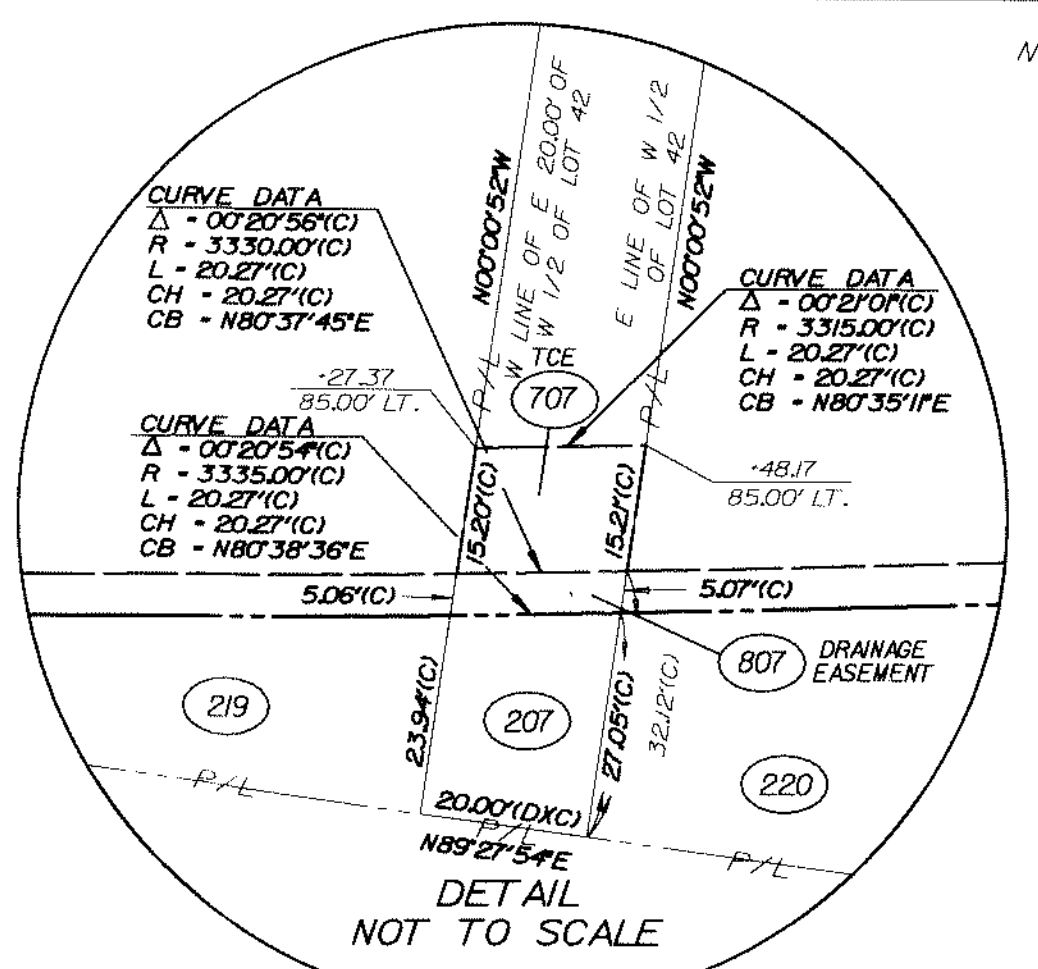 N
W LINE OF E 20.00' OF
W 1/2 OF LOT 42
E LINE OF W 1/2
OF LOT 42
N00°00'52"W
N00°00'52"W
CURVE DATA
Δ = 00°20'56"(C)
R = 3330.00'(C)
L = 20.27'(C)
CH = 20.27'(C)
CB = N80°37'45"E
CURVE DATA
Δ = 00°21'01"(C)
R = 3315.00'(C)
L = 20.27'(C)
CH = 20.27'(C)
CB = N80°35'11"E
P/L
P/L
TCE
707
+27.37
85.00' LT.
CURVE DATA
Δ = 00°20'54"(C)
R = 3335.00'(C)
L = 20.27'(C)
CH = 20.27'(C)
CB = N80°38'36"E
+48.17
85.00' LT.
15.20'(C)
15.21'(C)
5.06'(C)
5.07'(C)
807
DRAINAGE
EASEMENT
219
207
220
23.94'(C)
27.05'(C)
32.12'(C)
P/L
20.00'(D)(C)
P/L
N89°27'54"E
P/L
DETAIL
NOT TO SCALE